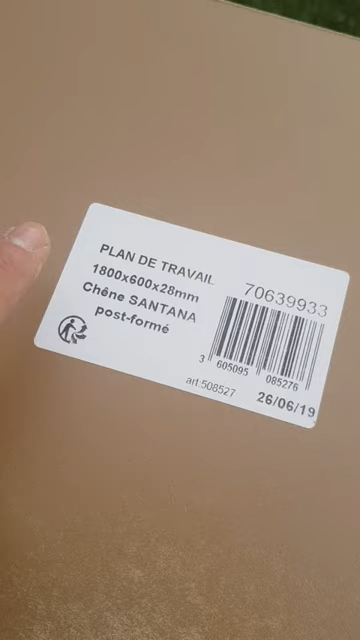 PLAN DE TRAVAIL
1800x600x28mm
Chêne SANTANA
post-formé
70639933
3 605095 085276
art:508527
26/06/19